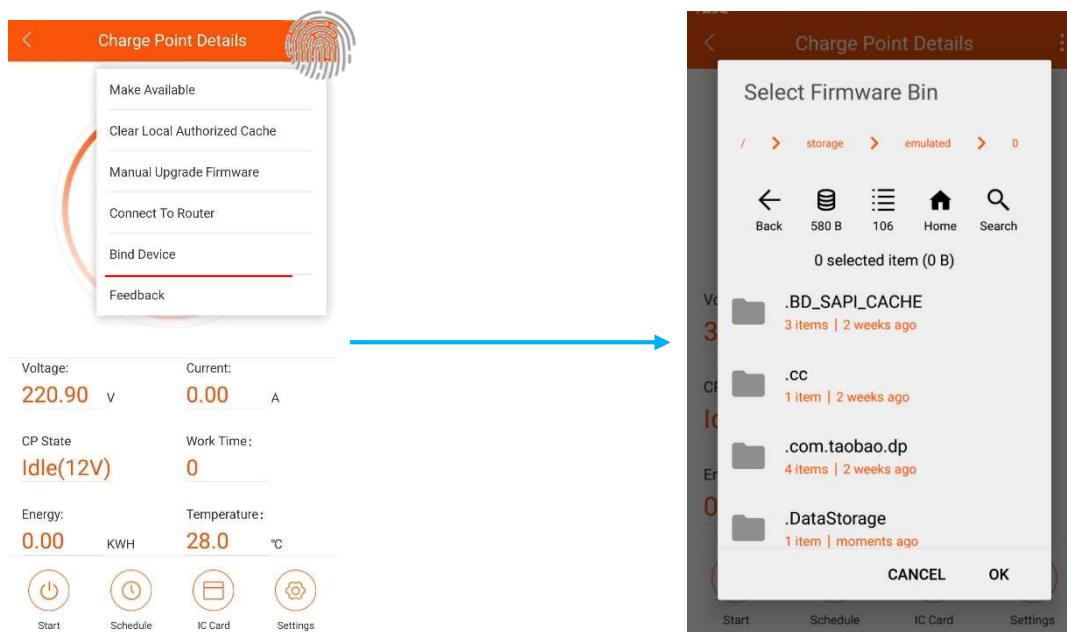 Charge Point Details
Make Available
Clear Local Authorized Cache
Manual Upgrade Firmware
Connect To Router
Bind Device
Feedback
Voltage: Current:
220.90 V 0.00 A
CP State Work Time:
Idle(12V) 0
Energy: Temperature:
0.00 KWH 28.0 ℃
Start Schedule IC Card Settings
Charge Point Details
Select Firmware Bin
/ storage emulated 0
Back 580 B 106 Home Search
0 selected item (0 B)
.BD_SAPI_CACHE
3 items | 2 weeks ago
.cc
1 item | 2 weeks ago
.com.taobao.dp
4 items | 2 weeks ago
.DataStorage
1 item | moments ago
CANCEL OK
Start Schedule IC Card Settings